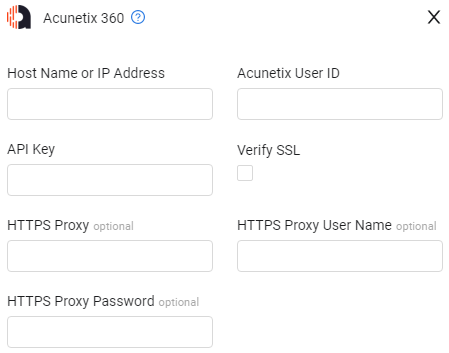 Acunetix 360 ?
Host Name or IP Address
Acunetix User ID
API Key
Verify SSL
HTTPS Proxy optional
HTTPS Proxy User Name optional
HTTPS Proxy Password optional